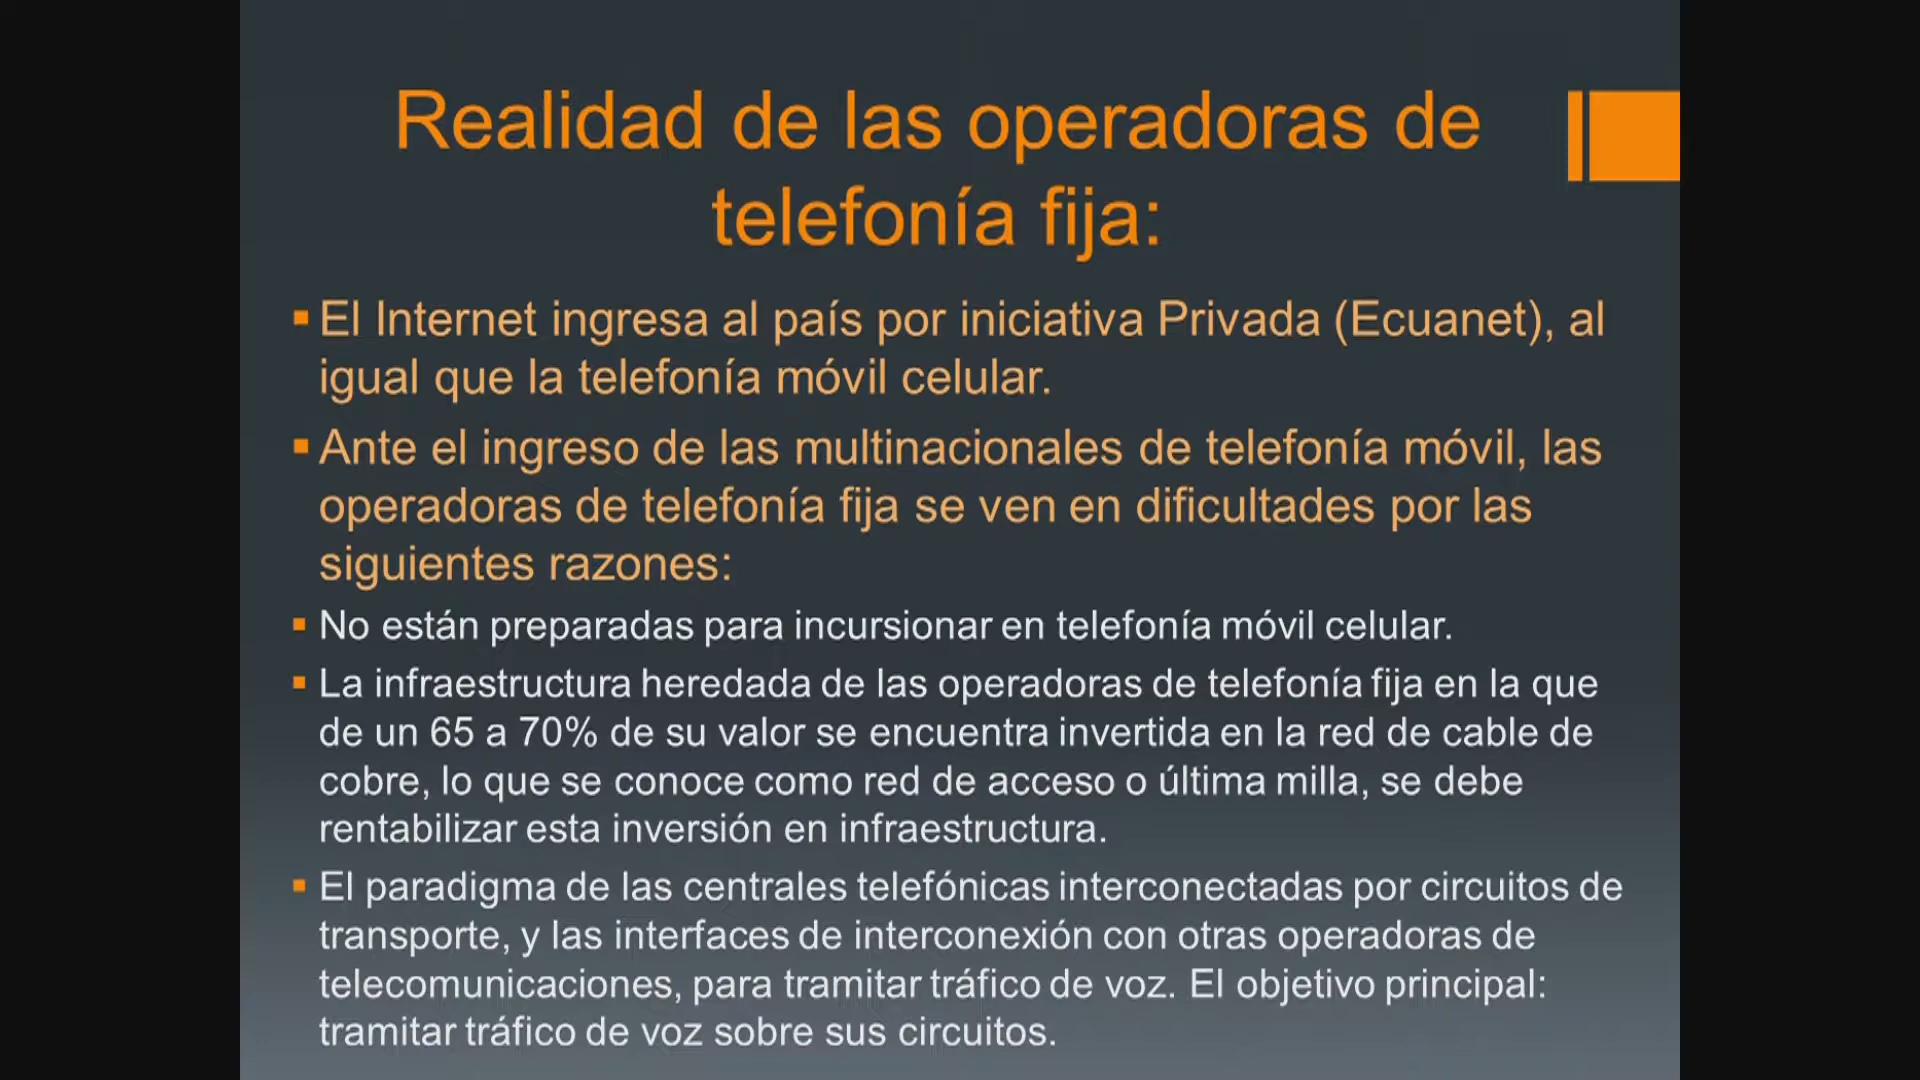 Realidad de las operadoras de
telefonía fija:
El Internet ingresa al país por iniciativa Privada (Ecuanet), al
igual que la telefonía móvil celular.
Ante el ingreso de las multinacionales de telefonía móvil, las
operadoras de telefonía fija se ven en dificultades por las
siguientes razones:
No están preparadas para incursionar en telefonía móvil celular.
La infraestructura heredada de las operadoras de telefonía fija en la que
de un 65 a 70% de su valor se encuentra invertida en la red de cable de
cobre, lo que se conoce como red de acceso o última milla, se debe
rentabilizar esta inversión en infraestructura.
El paradigma de las centrales telefónicas interconectadas por circuitos de
transporte, y las interfaces de interconexión con otras operadoras de
telecomunicaciones, para tramitar tráfico de voz. El objetivo principal:
tramitar tráfico de voz sobre sus circuitos.